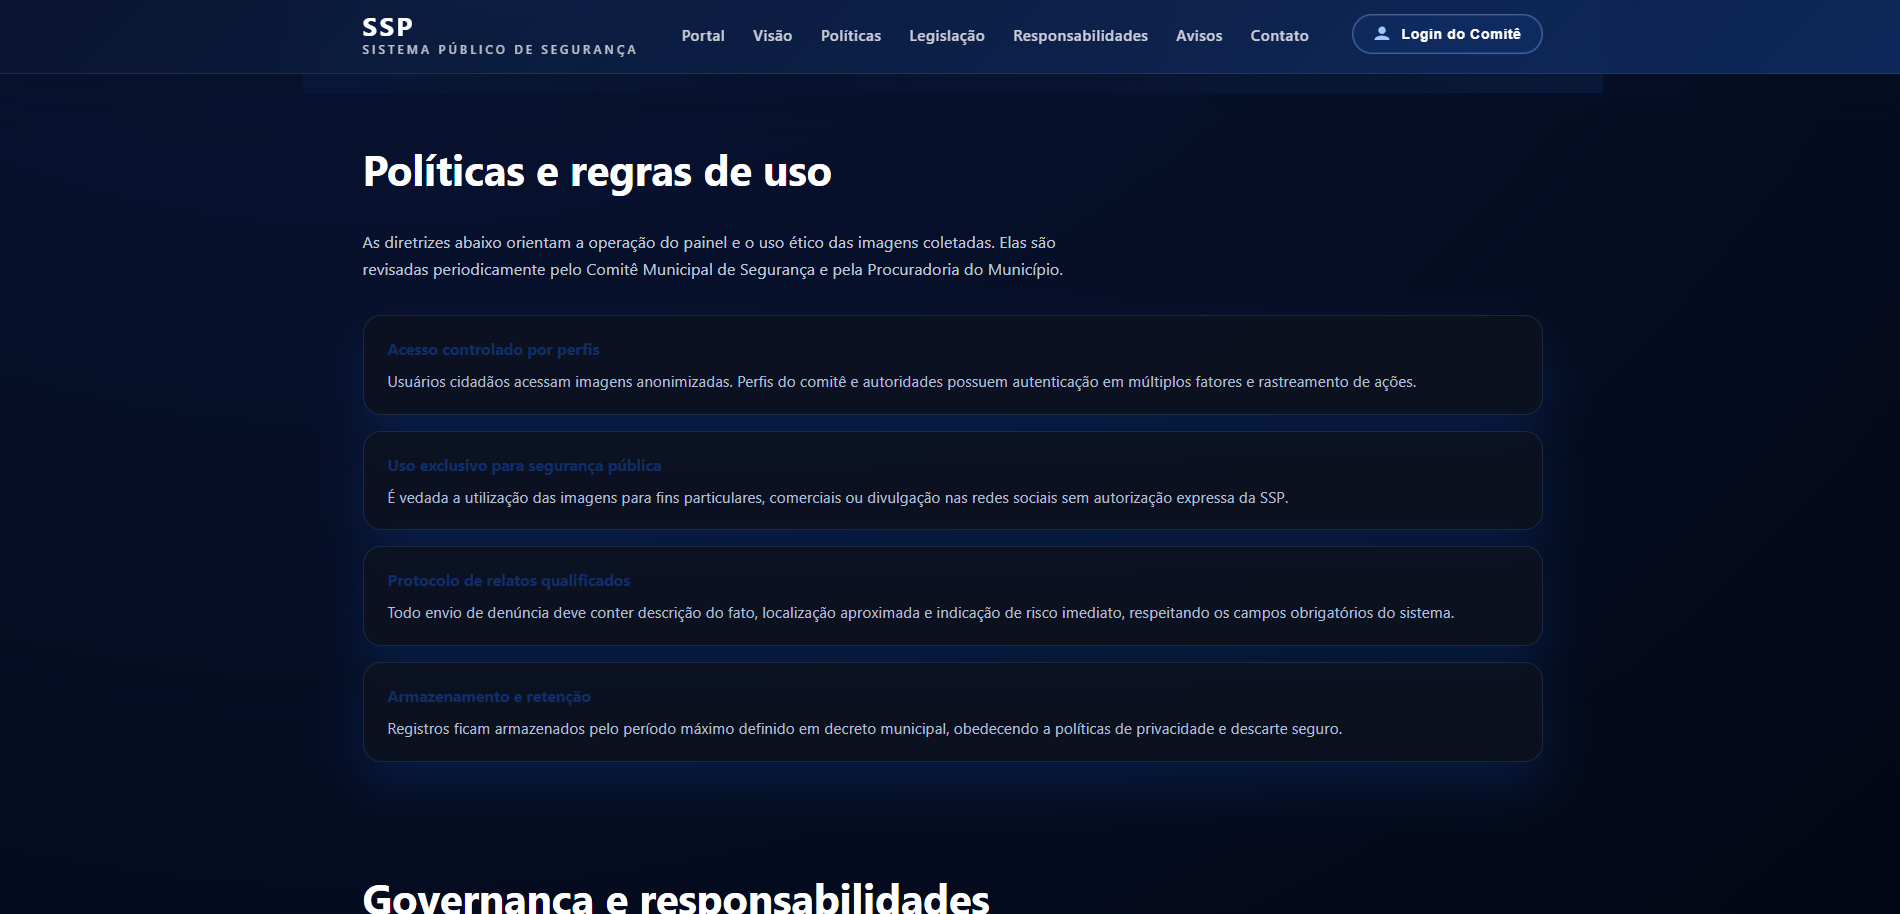 SSP
SISTEMA PÚBLICO DE SEGURANÇA
Portal
Visão
Políticas
Legislação
Responsabilidades
Avisos
Contato
Login do Comitê
Políticas e regras de uso
As diretrizes abaixo orientam a operação do painel e o uso ético das imagens coletadas. Elas são
revisadas periodicamente pelo Comitê Municipal de Segurança e pela Procuradoria do Município.
Acesso controlado por perfis
Usuários cidadãos acessam imagens anonimizadas. Perfis do comitê e autoridades possuem autenticação em múltiplos fatores e rastreamento de ações.
Uso exclusivo para segurança pública
É vedada a utilização das imagens para fins particulares, comerciais ou divulgação nas redes sociais sem autorização expressa da SSP.
Protocolo de relatos qualificados
Todo envio de denúncia deve conter descrição do fato, localização aproximada e indicação de risco imediato, respeitando os campos obrigatórios do sistema.
Armazenamento e retenção
Registros ficam armazenados pelo período máximo definido em decreto municipal, obedecendo a políticas de privacidade e descarte seguro.
Governança e responsabilidades